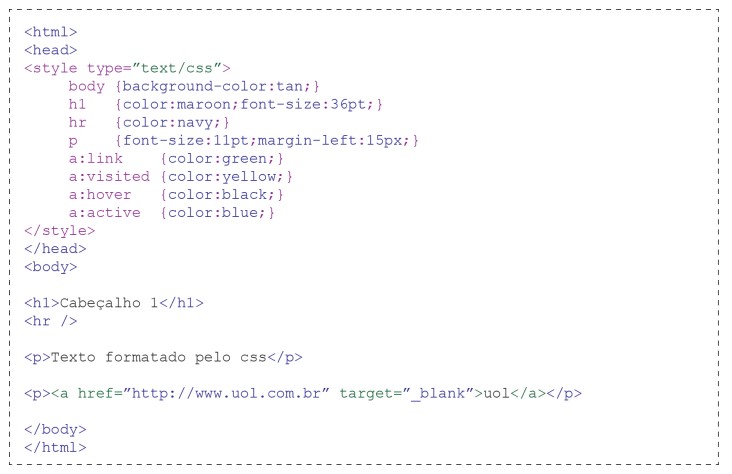 <html>
<head>
<style type=”text/css”>
     body {background-color:tan;}
     h1   {color:maroon;font-size:36pt;}
     hr   {color:navy;}
     p    {font-size:11pt;margin-left:15px;}
     a:link    {color:green;}
     a:visited {color:yellow;}
     a:hover   {color:black;}
     a:active  {color:blue;}
</style>
</head>
<body>

<h1>Cabeçalho 1</h1>
<hr />

<p>Texto formatado pelo css</p>

<p><a href=”http://www.uol.com.br” target=”_blank”>uol</a></p>

</body>
</html>